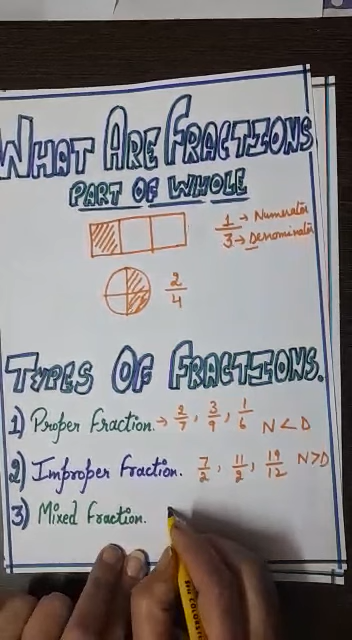 WHAT ARE FRACTIONS
PART OF WHOLE
1 → Numerator
3 → Denominator
2/4
TYPES OF FRACTIONS.
1) Proper Fraction. → 2/7, 3/9, 1/6 N < D
2) Improper Fraction. 7/2, 11/2, 19/12 N > D
3) Mixed Fraction.